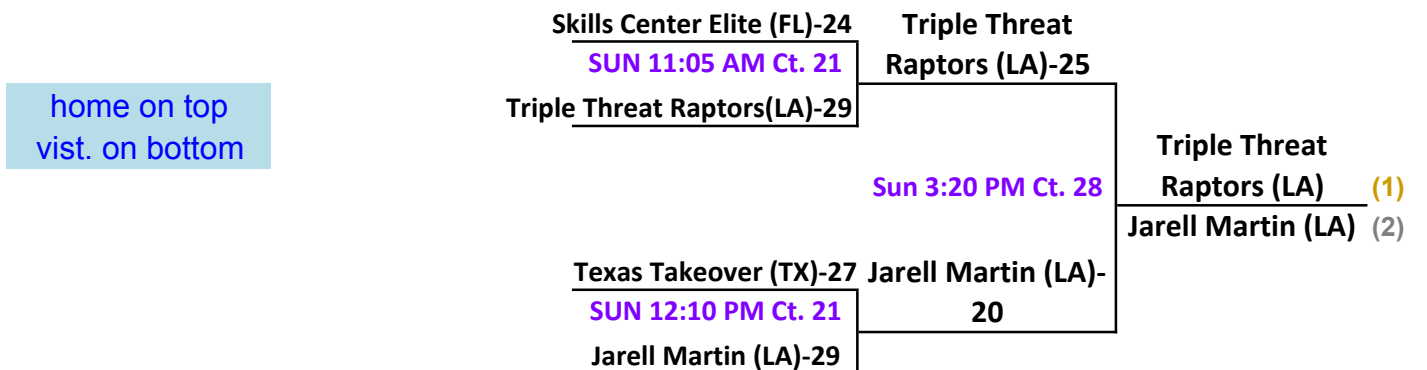 Skills Center Elite (FL)-24
SUN 11:05 AM Ct. 21
Triple Threat Raptors(LA)-29
Triple Threat
Raptors (LA)-25
home on top
vist. on bottom
Sun 3:20 PM Ct. 28
Triple Threat
Raptors (LA) (1)
Jarell Martin (LA) (2)
Texas Takeover (TX)-27
SUN 12:10 PM Ct. 21
Jarell Martin (LA)-29
Jarell Martin (LA)-
20